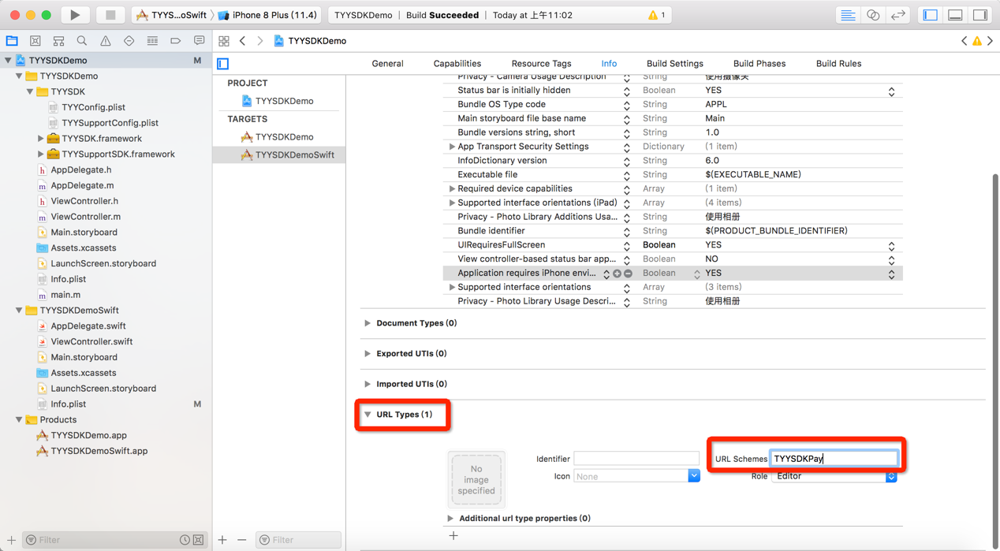 TYYS...oSwift
iPhone 8 Plus (11.4)
TYYSDKDemo
Build Succeeded
Today at 上午11:02
1
TYYSDKDemo
TYYSDKDemo M
TYYSDKDemo
TYYSDK
TYYConfig.plist
TYYSupportConfig.plist
TYYSDK.framework
TYYSupportSDK.framework
h AppDelegate.h
m AppDelegate.m
h ViewController.h
m ViewController.m
Main.storyboard
Assets.xcassets
LaunchScreen.storyboard
Info.plist
m main.m
TYYSDKDemoSwift
AppDelegate.swift
ViewController.swift
Main.storyboard
Assets.xcassets
LaunchScreen.storyboard
Info.plist M
Products
TYYSDKDemo.app
TYYSDKDemoSwift.app
Filter
PROJECT
TYYSDKDemo
TARGETS
TYYSDKDemo
TYYSDKDemoSwift
Filter
General Capabilities Resource Tags Info Build Settings Build Phases Build Rules
Privacy - Camera Usage Description String 使用摄像头
Status bar is initially hidden Boolean YES
Bundle OS Type code String APPL
Main storyboard file base name String Main
Bundle versions string, short String 1.0
App Transport Security Settings Dictionary (1 item)
InfoDictionary version String 6.0
Executable file String $(EXECUTABLE_NAME)
Required device capabilities Array (1 item)
Supported interface orientations (iPad) Array (4 items)
Privacy - Photo Library Additions Usa... String 使用相册
Bundle identifier String $(PRODUCT_BUNDLE_IDENTIFIER)
UIRequiresFullScreen Boolean YES
View controller-based status bar app... Boolean NO
Application requires iPhone envi... Boolean YES
Supported interface orientations Array (3 items)
Privacy - Photo Library Usage Descri... String 使用相册
Document Types (0)
Exported UTIs (0)
Imported UTIs (0)
URL Types (1)
No
image
specified
Identifier
Icon None
URL Schemes TYYSDKPay
Role Editor
Additional url type properties (0)